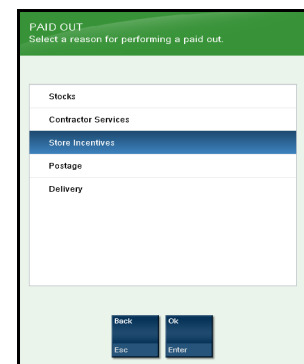 PAID OUT
Select a reason for performing a paid out.
Stocks
Contractor Services
Store Incentives
Postage
Delivery
Back Ok
Esc Enter